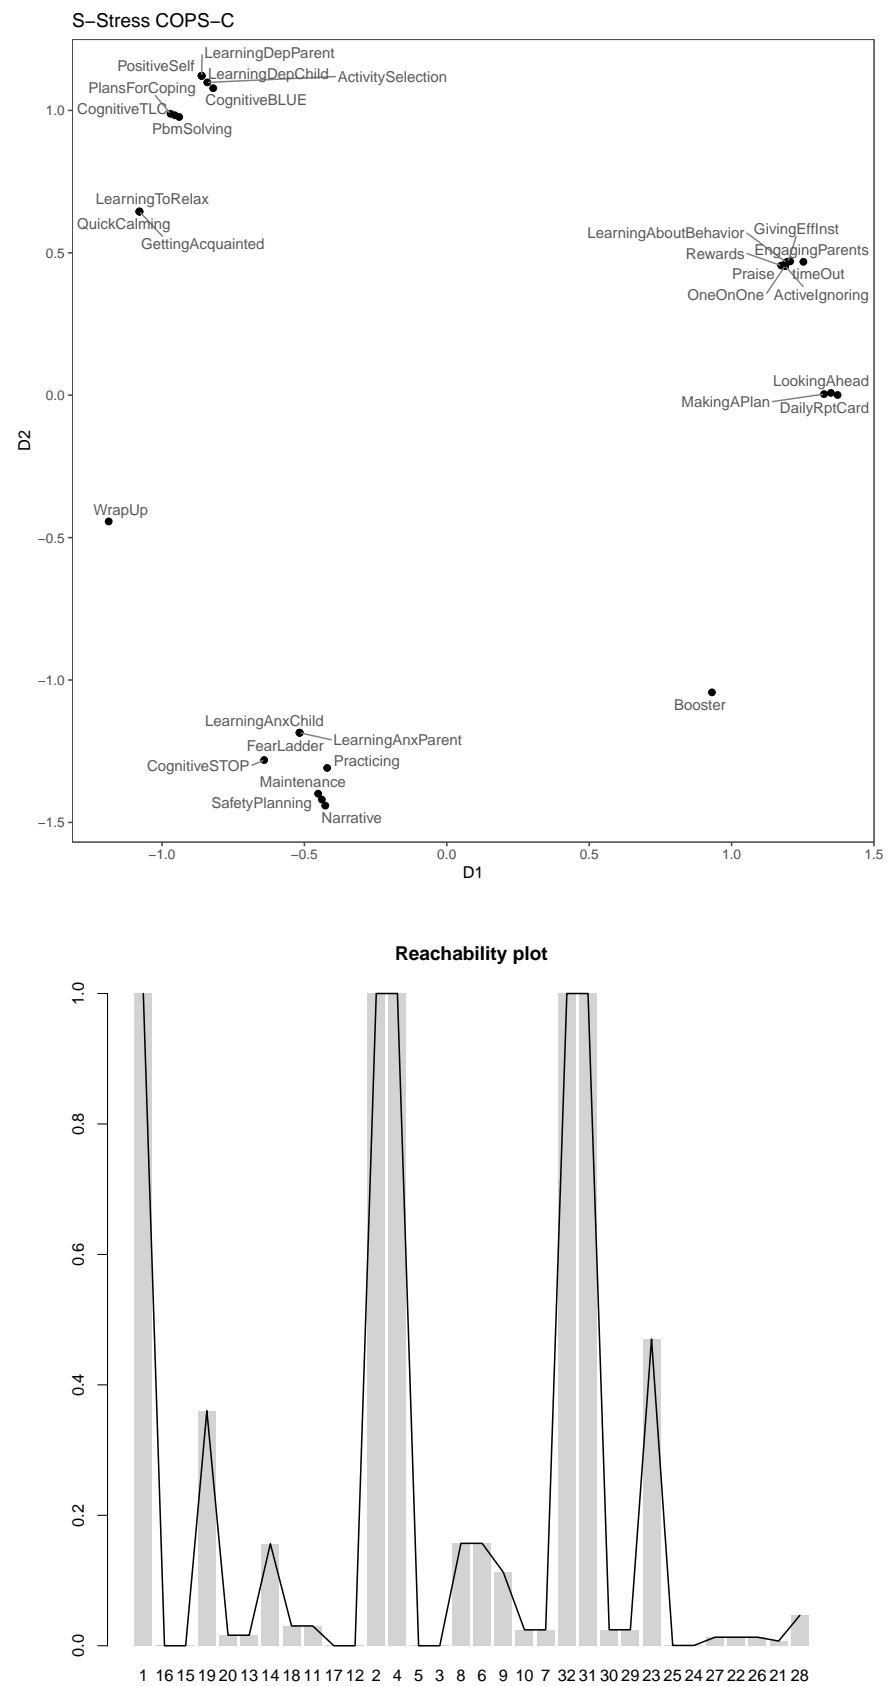 S−Stress COPS−C
LearningDepParent
PositiveSelf
LearningDepChild
ActivitySelection
PlansForCoping
CognitiveBLUE
CognitiveTLC
PbmSolving
LearningToRelax
QuickCalming
GettingAcquainted
LearningAboutBehavior
GivingEffInst
Rewards
EngagingParents
Praise
timeOut
OneOnOne
ActiveIgnoring
LookingAhead
MakingAPlan
DailyRptCard
WrapUp
Booster
LearningAnxChild
LearningAnxParent
FearLadder
CognitiveSTOP
Practicing
Maintenance
SafetyPlanning
Narrative
1.0
0.5
0.0
−0.5
−1.0
−1.5
D2
−1.0 −0.5 0.0 0.5 1.0 1.5
D1
Reachability plot
1.0
0.8
0.6
0.4
0.2
0.0
1 16 15 19 20 13 14 18 11 17 12 2 4 5 3 8 6 9 10 7 32 31 30 29 23 25 24 27 22 26 21 28